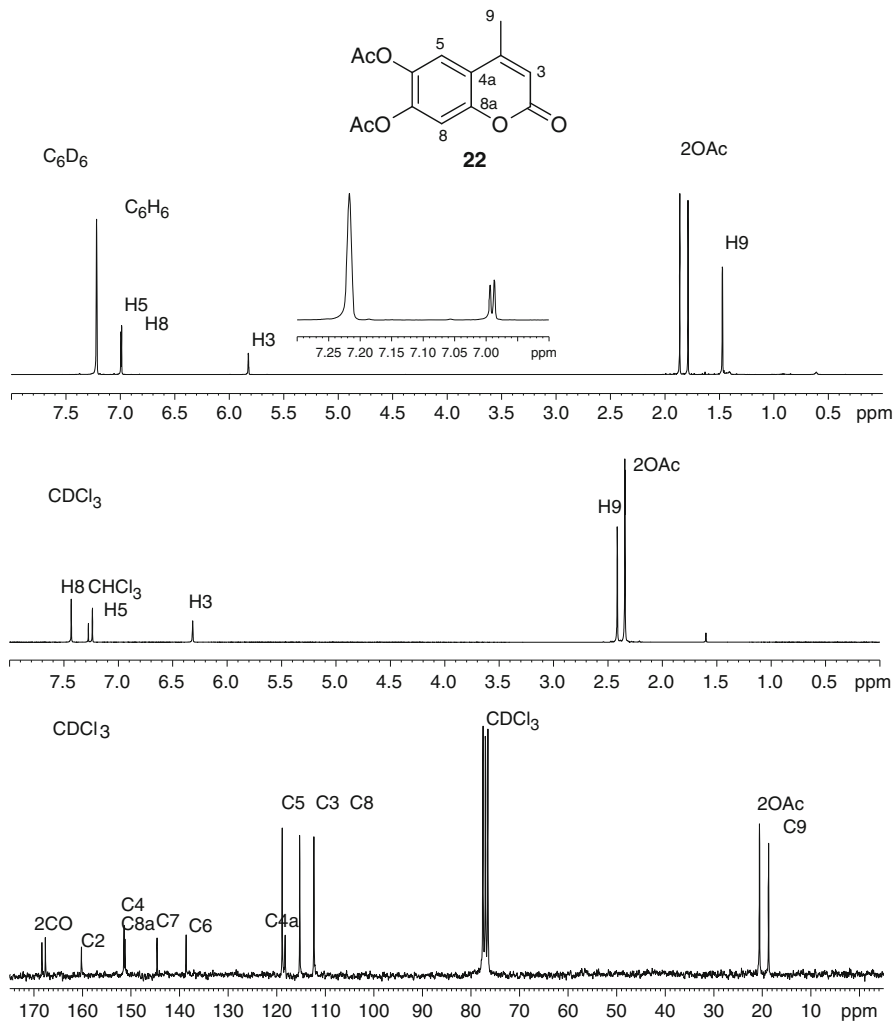 9
AcO
5
4a
3
8a
AcO
8
O
O
22
C6D6
2OAc
C6H6
H9
H5
H8
H3
7.25 7.20 7.15 7.10 7.05 7.00 ppm
7.5 7.0 6.5 6.0 5.5 5.0 4.5 4.0 3.5 3.0 2.5 2.0 1.5 1.0 0.5 ppm
CDCl3
2OAc
H9
H8 CHCl3
H5
H3
7.5 7.0 6.5 6.0 5.5 5.0 4.5 4.0 3.5 3.0 2.5 2.0 1.5 1.0 0.5 ppm
CDCl3
CDCl3
C5 C3 C8
2OAc
C9
C4
2CO
C8a
C7
C6
C4a
C2
170 160 150 140 130 120 110 100 90 80 70 60 50 40 30 20 10 ppm